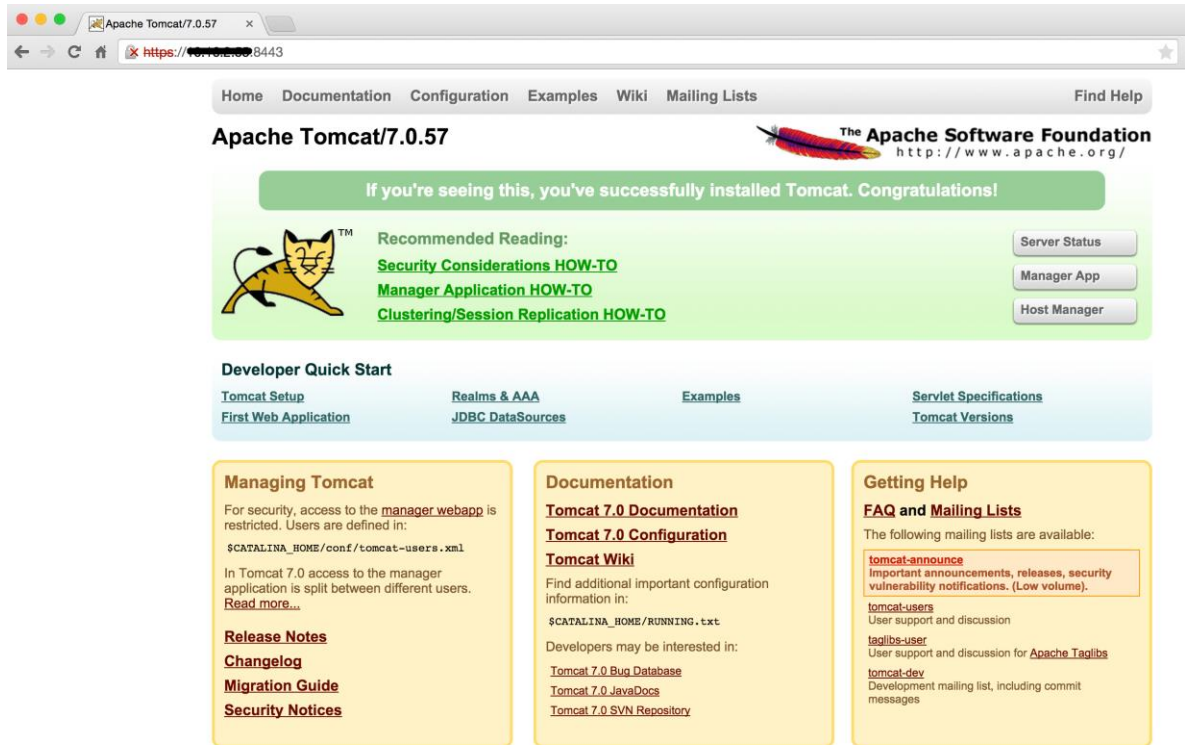 Apache Tomcat/7.0.57
https://
:8443
Home Documentation Configuration Examples Wiki Mailing Lists Find Help
Apache Tomcat/7.0.57
The Apache Software Foundation
http://www.apache.org/
If you're seeing this, you've successfully installed Tomcat. Congratulations!
TM
Recommended Reading:
Security Considerations HOW-TO
Manager Application HOW-TO
Clustering/Session Replication HOW-TO
Server Status
Manager App
Host Manager
Developer Quick Start
Tomcat Setup
First Web Application
Realms & AAA
JDBC DataSources
Examples
Servlet Specifications
Tomcat Versions
Managing Tomcat
For security, access to the manager webapp is
restricted. Users are defined in:
$CATALINA_HOME/conf/tomcat-users.xml
In Tomcat 7.0 access to the manager
application is split between different users.
Read more...
Release Notes
Changelog
Migration Guide
Security Notices
Documentation
Tomcat 7.0 Documentation
Tomcat 7.0 Configuration
Tomcat Wiki
Find additional important configuration
information in:
$CATALINA_HOME/RUNNING.txt
Developers may be interested in:
Tomcat 7.0 Bug Database
Tomcat 7.0 JavaDocs
Tomcat 7.0 SVN Repository
Getting Help
FAQ and Mailing Lists
The following mailing lists are available:
tomcat-announce
Important announcements, releases, security
vulnerability notifications. (Low volume).
tomcat-users
User support and discussion
taglibs-user
User support and discussion for Apache Taglibs
tomcat-dev
Development mailing list, including commit
messages